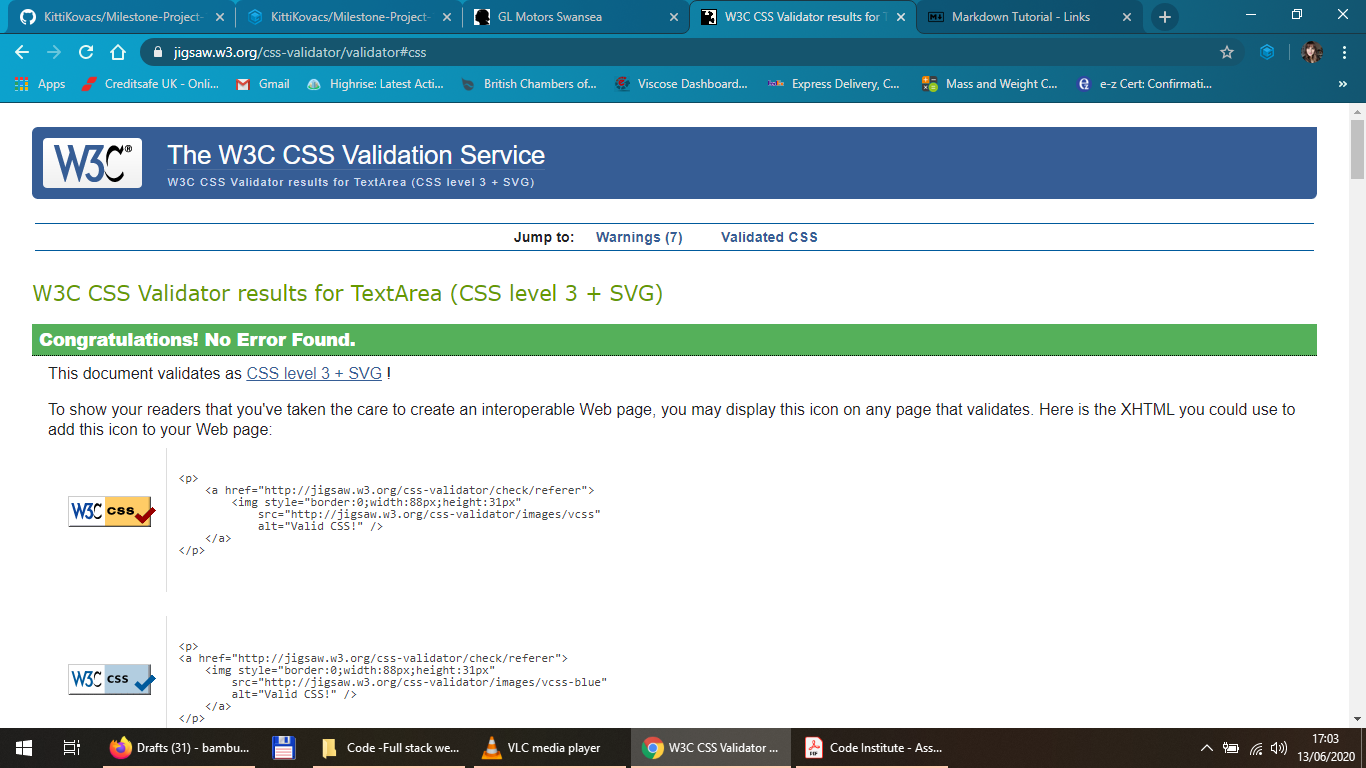 KittiKovacs/Milestone-Project-
KittiKovacs/Milestone-Project-
GL Motors Swansea
W3C CSS Validator results for T
Markdown Tutorial - Links
jigsaw.w3.org/css-validator/validator#css
Apps
Creditsafe UK - Onli...
Gmail
Highrise: Latest Acti...
British Chambers of...
Viscose Dashboard...
Express Delivery, C...
Mass and Weight C...
e-z Cert: Confirmati...
»
W3C®
The W3C CSS Validation Service
W3C CSS Validator results for TextArea (CSS level 3 + SVG)
Jump to: Warnings (7) Validated CSS
W3C CSS Validator results for TextArea (CSS level 3 + SVG)
Congratulations! No Error Found.
This document validates as CSS level 3 + SVG !
To show your readers that you've taken the care to create an interoperable Web page, you may display this icon on any page that validates. Here is the XHTML you could use to
add this icon to your Web page:
W3C css
<p>
<a href="http://jigsaw.w3.org/css-validator/check/referer">
<img style="border:0;width:88px;height:31px"
src="http://jigsaw.w3.org/css-validator/images/vcss"
alt="Valid CSS!" />
</a>
</p>
W3C css
<p>
<a href="http://jigsaw.w3.org/css-validator/check/referer">
<img style="border:0;width:88px;height:31px"
src="http://jigsaw.w3.org/css-validator/images/vcss-blue"
alt="Valid CSS!" />
</a>
</p>
Drafts (31) - bambu...
Code -Full stack we...
VLC media player
W3C CSS Validator ...
Code Institute - Ass...
17:03
13/06/2020